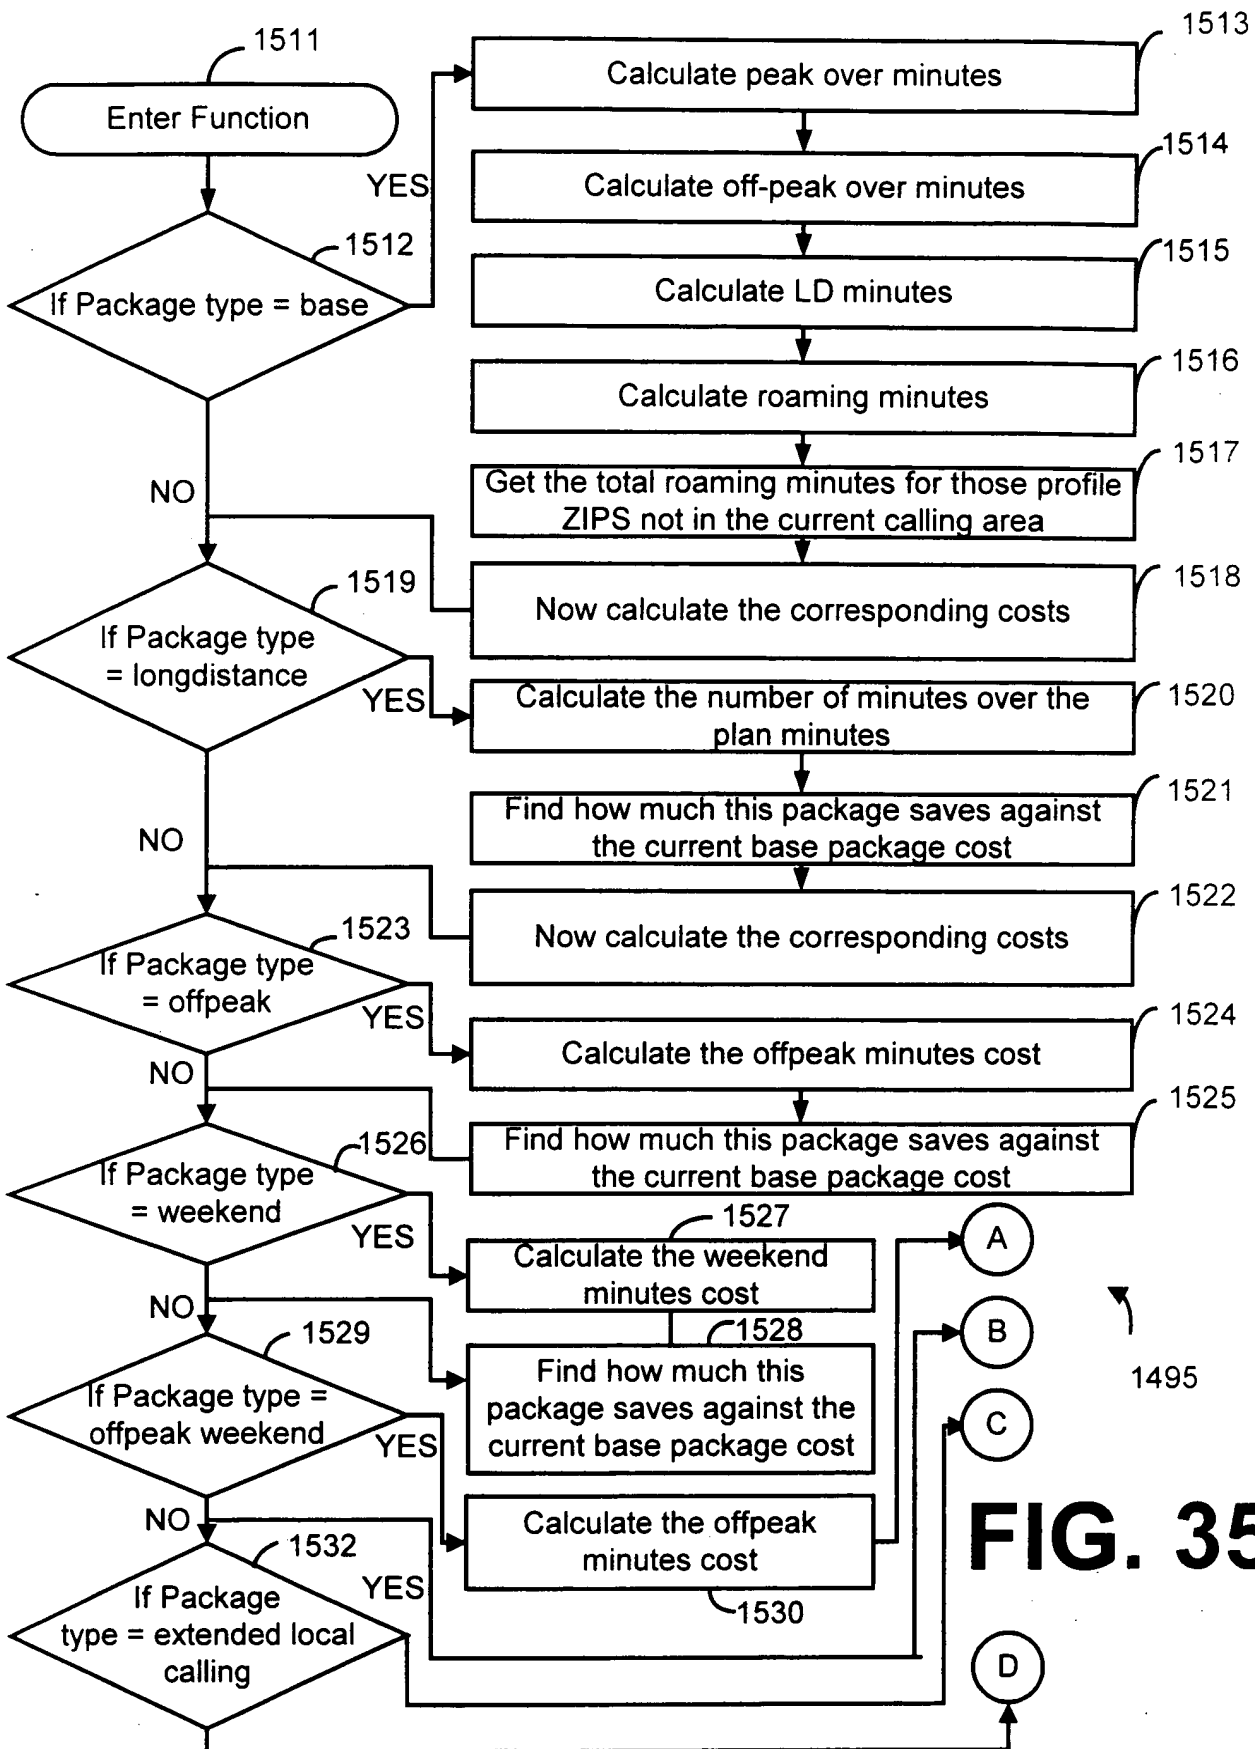 1511
Enter Function
YES
1512
If Package type = base
1513
Calculate peak over minutes
1514
Calculate off-peak over minutes
1515
Calculate LD minutes
1516
Calculate roaming minutes
1517
Get the total roaming minutes for those profile
ZIPS not in the current calling area
1518
Now calculate the corresponding costs
NO
1519
If Package type
= longdistance
YES
1520
Calculate the number of minutes over the
plan minutes
1521
Find how much this package saves against
the current base package cost
1522
Now calculate the corresponding costs
NO
1523
If Package type
= offpeak
YES
1524
Calculate the offpeak minutes cost
1525
Find how much this package saves against
the current base package cost
NO
1526
If Package type
= weekend
YES
1527
Calculate the weekend
minutes cost
1528
Find how much this
package saves against the
current base package cost
NO
1529
If Package type =
offpeak weekend
YES
Calculate the offpeak
minutes cost
1530
NO
1532
If Package
type = extended local
calling
YES
A
B
C
D
1495
FIG. 35